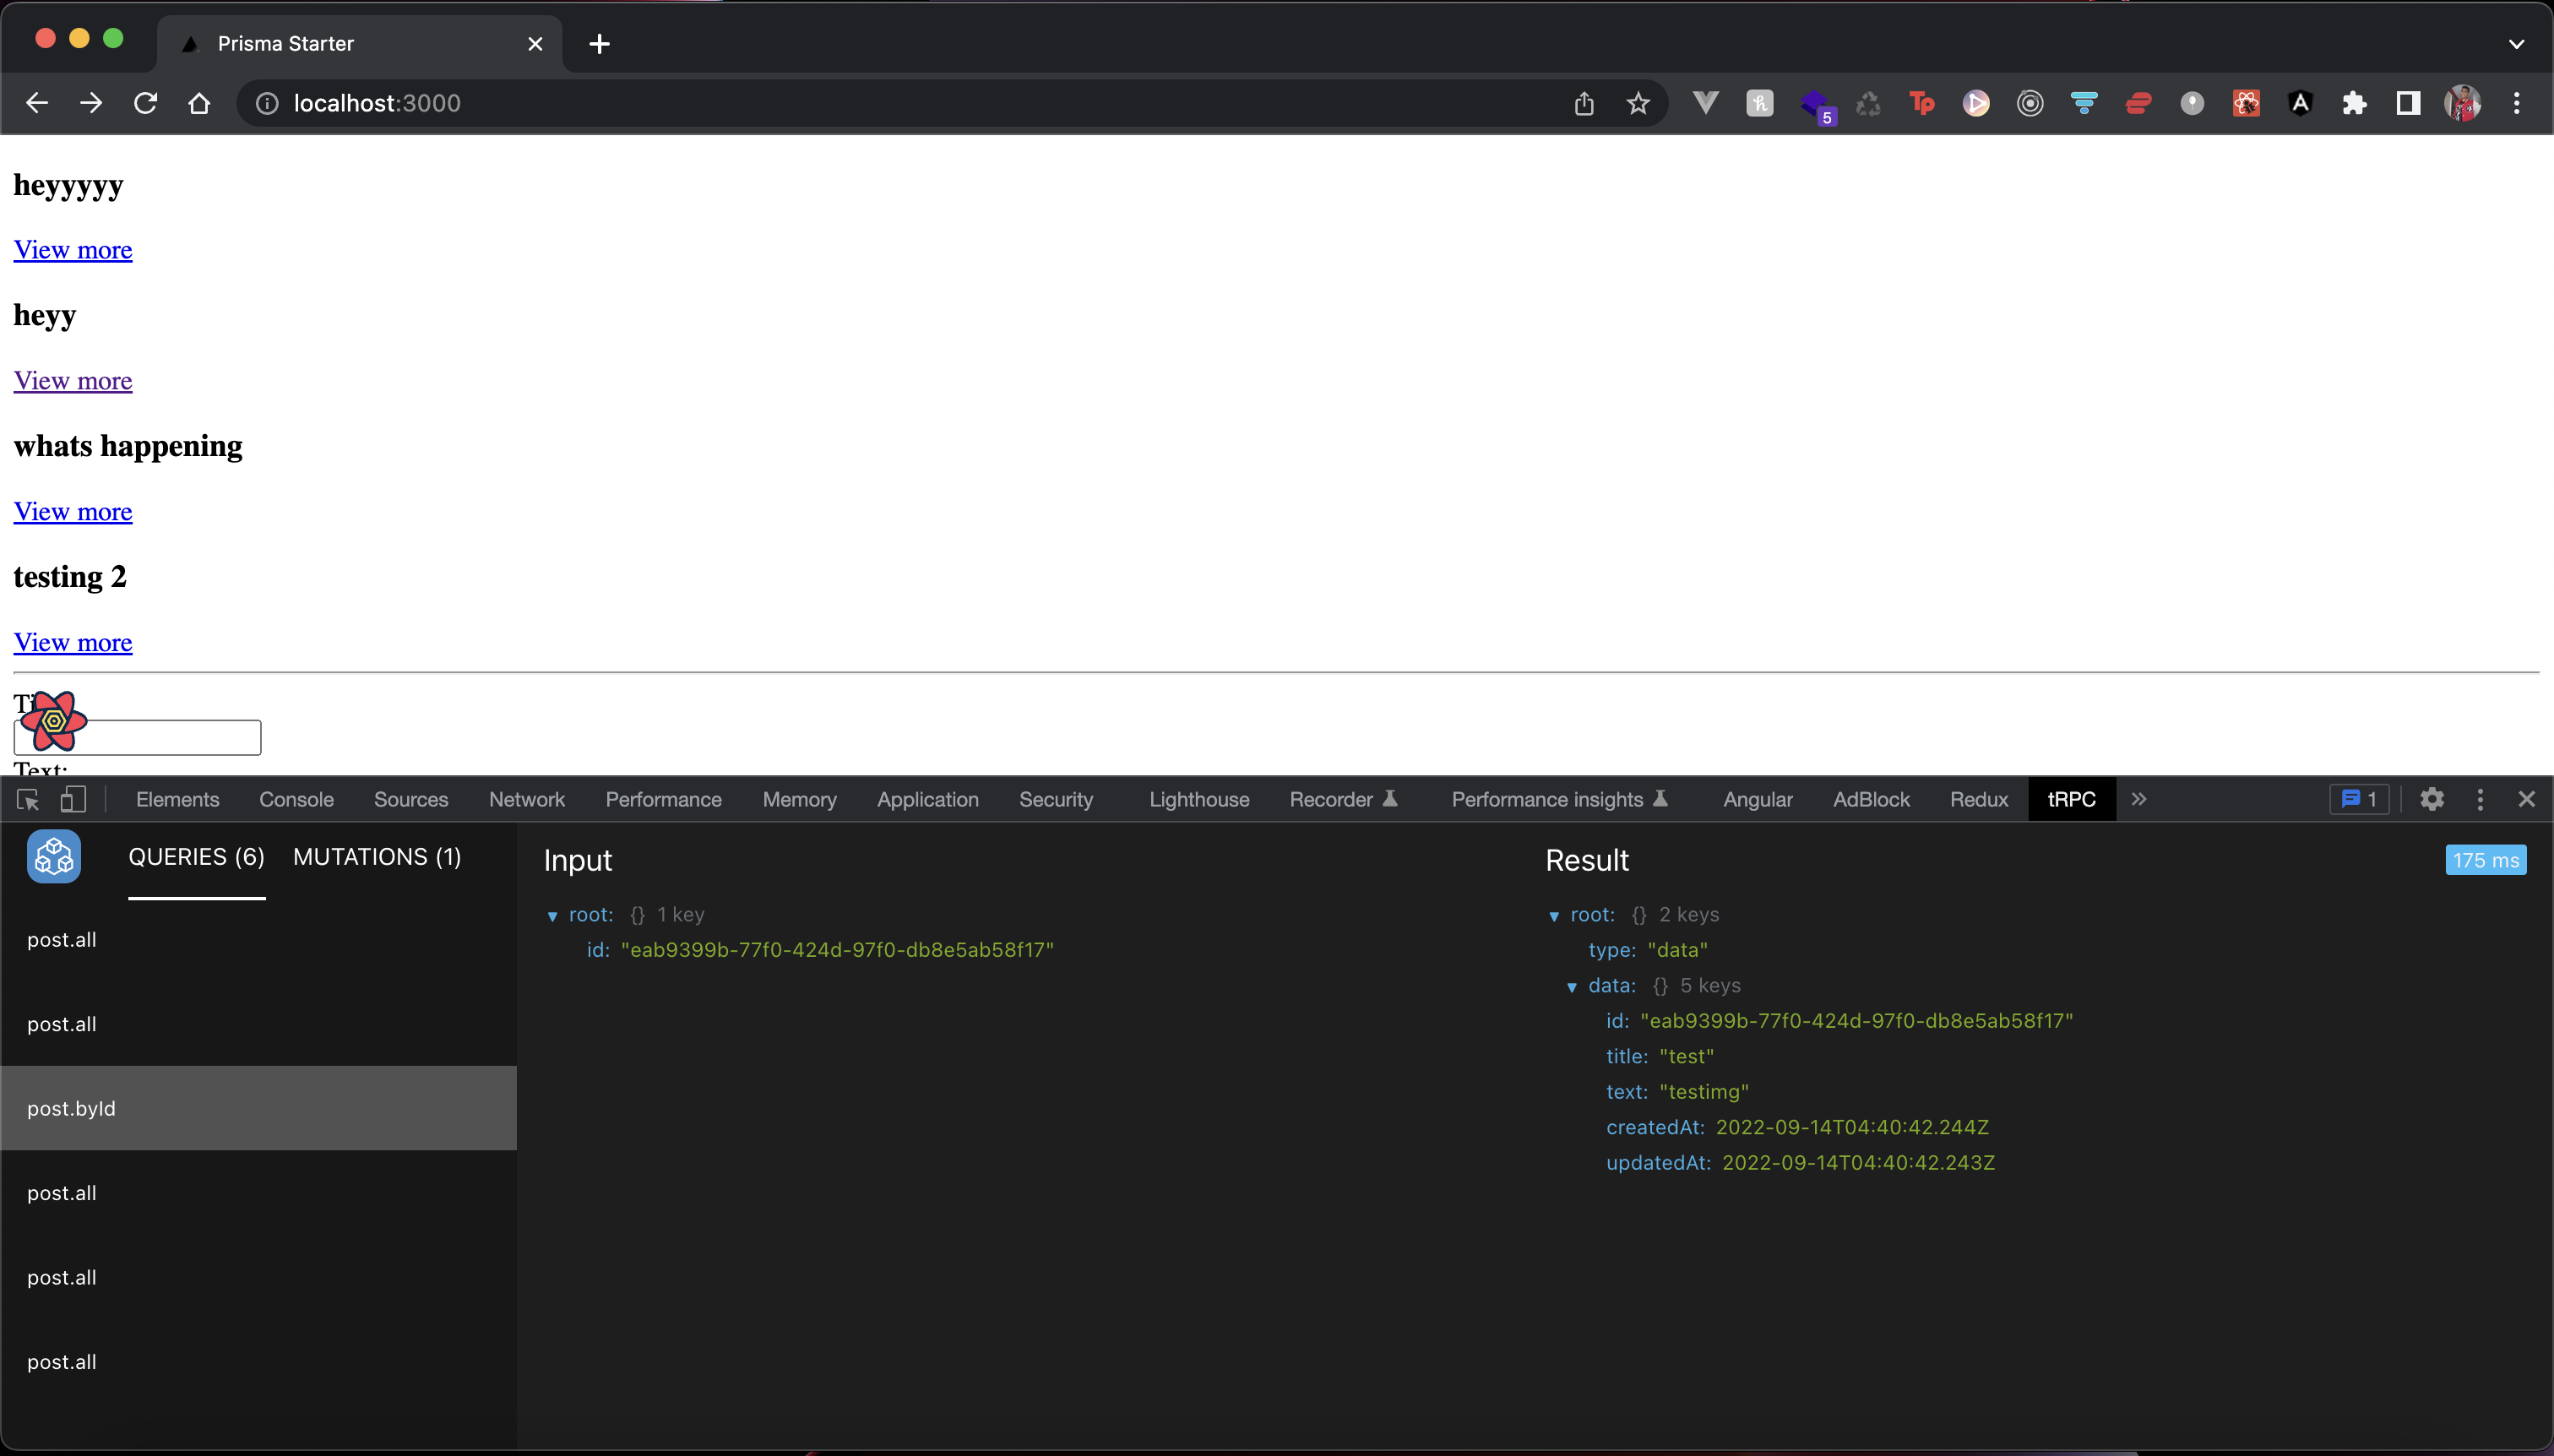 Prisma Starter
localhost:3000
5
heyyyyy
View more
heyy
View more
whats happening
View more
testing 2
View more
Text:
Elements Console Sources Network Performance Memory Application Security Lighthouse Recorder Performance insights Angular AdBlock Redux tRPC 1
QUERIES (6) MUTATIONS (1)
post.all
post.all
post.byId
post.all
post.all
post.all
Input
root: {} 1 key
id: "eab9399b-77f0-424d-97f0-db8e5ab58f17"
Result 175 ms
root: {} 2 keys
type: "data"
data: {} 5 keys
id: "eab9399b-77f0-424d-97f0-db8e5ab58f17"
title: "test"
text: "testimg"
createdAt: 2022-09-14T04:40:42.244Z
updatedAt: 2022-09-14T04:40:42.243Z